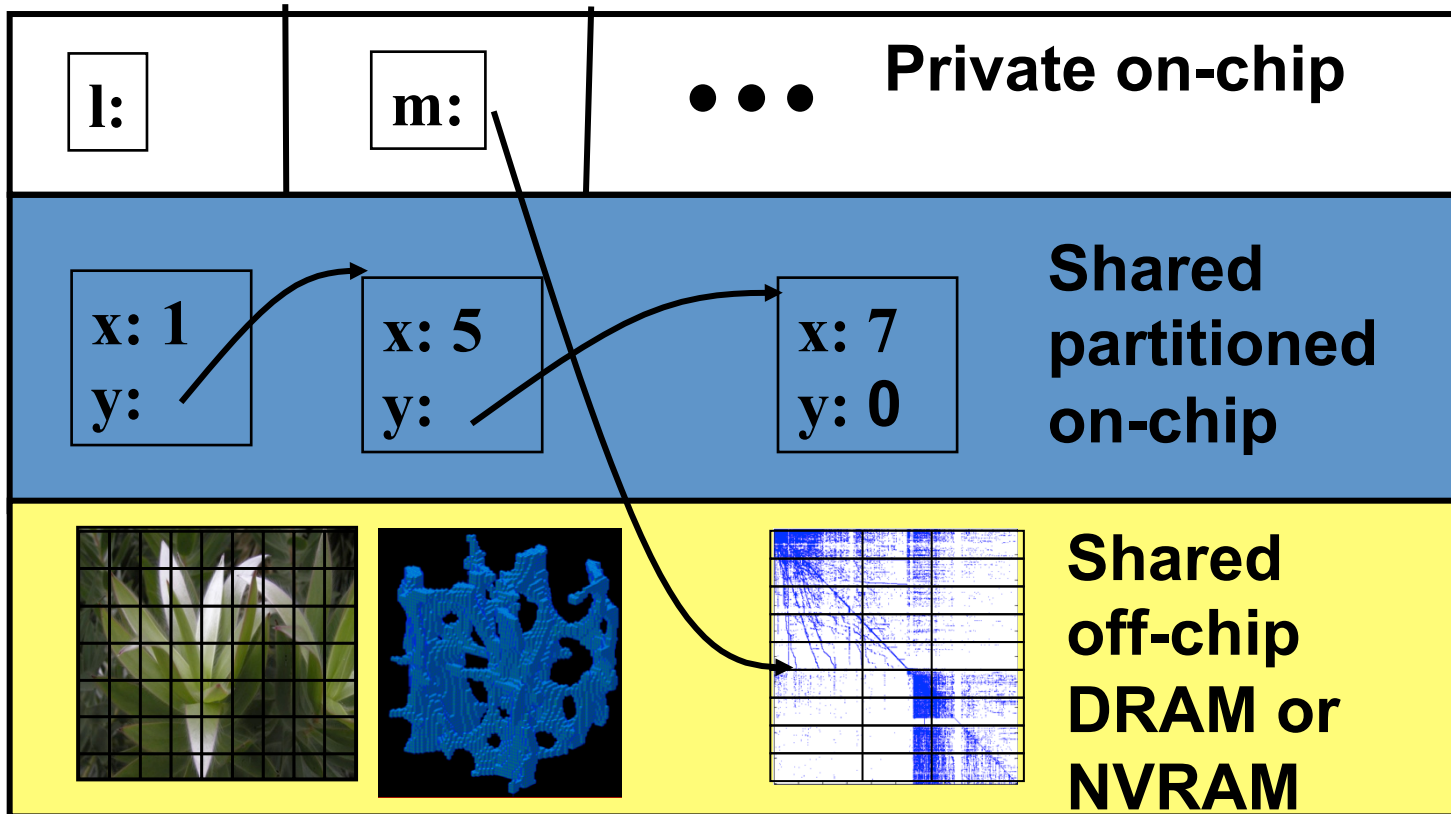 l:
m:
•••
Private on-chip
x: 1
y:
x: 5
y:
x: 7
y: 0
Shared
partitioned
on-chip
Shared
off-chip
DRAM or
NVRAM